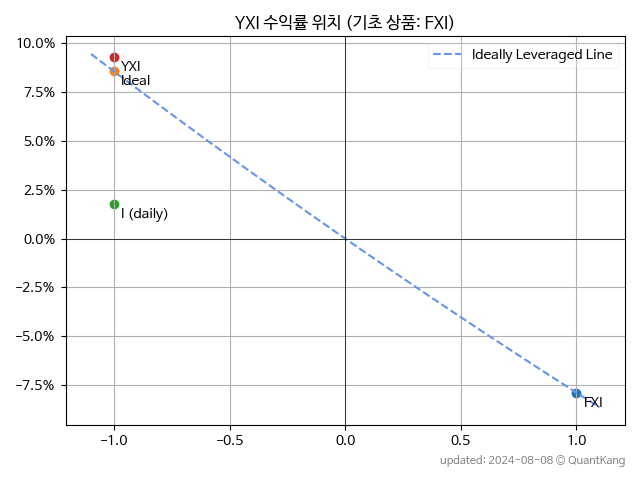 YXI 수익률 위치 (기초 상품: FXI)
10.0%
7.5%
5.0%
2.5%
0.0%
−2.5%
−5.0%
−7.5%
Ideally Leveraged Line
YXI
Ideal
I (daily)
FXI
−1.0
−0.5
0.0
0.5
1.0
updated: 2024-08-08 © QuantKang